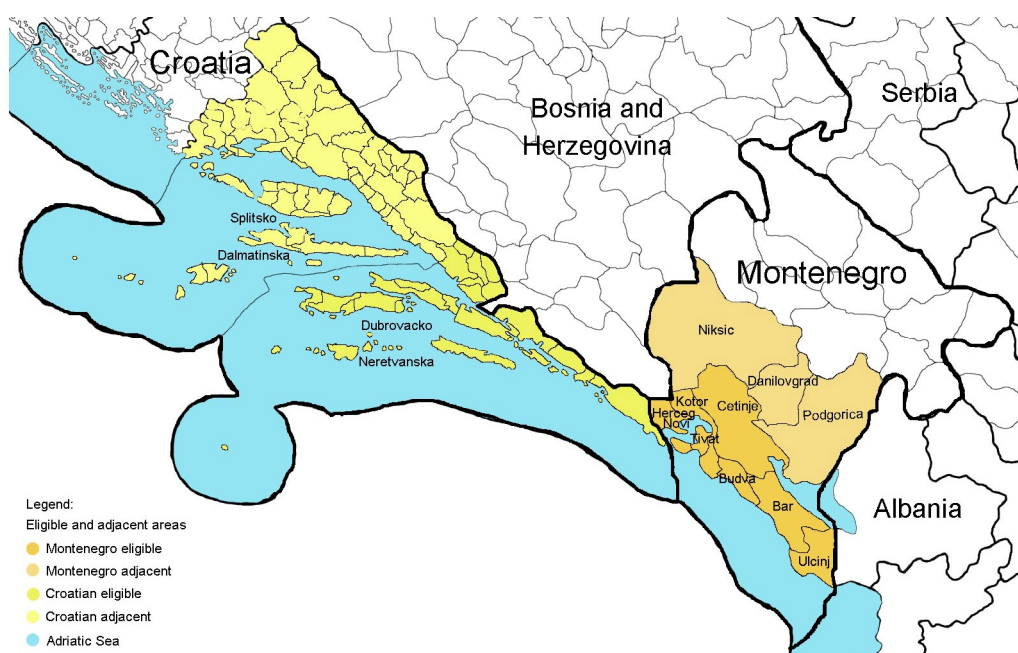 Croatia
Serbia
Bosnia and
Herzegovina
Splitsko
Dalmatinska
Montenegro
Dubrovacko
Neretvanska
Niksic
Danilovgrad
Kotor
Cetinje
Podgorica
Herceg
Novi
Tivat
Budva
Bar
Albania
Ulcinj
Legend:
Eligible and adjacent areas
Montenegro eligible
Montenegro adjacent
Croatian eligible
Croatian adjacent
Adriatic Sea